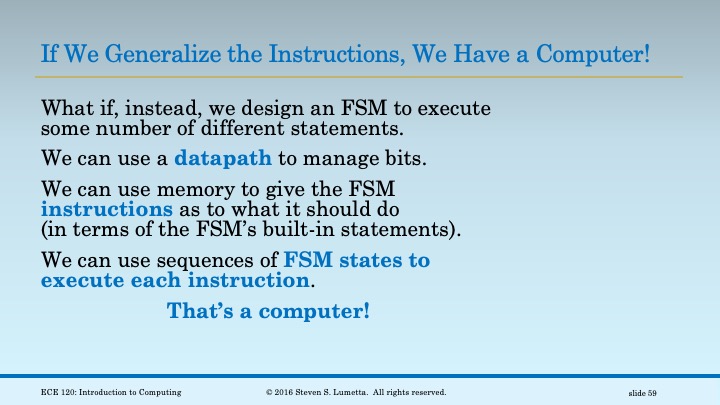 If We Generalize the Instructions, We Have a Computer!
What if, instead, we design an FSM to execute
some number of different statements.
We can use a datapath to manage bits.
We can use memory to give the FSM
instructions as to what it should do
(in terms of the FSM’s built-in statements).
We can use sequences of FSM states to
execute each instruction.
That’s a computer!
ECE 120: Introduction to Computing
© 2016 Steven S. Lumetta. All rights reserved.
slide 59